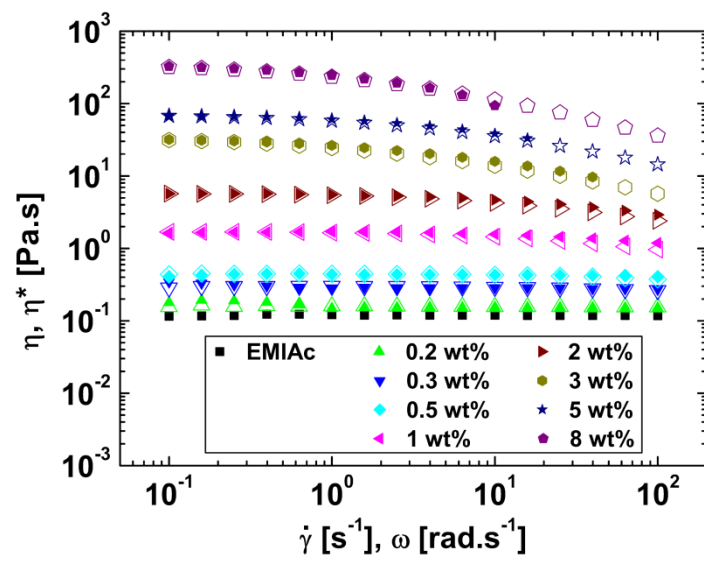 η, η* [Pa.s]
10³
10²
10¹
10⁰
10⁻¹
10⁻²
10⁻³
EMIAc
0.2 wt%
0.3 wt%
0.5 wt%
1 wt%
2 wt%
3 wt%
5 wt%
8 wt%
10⁻¹ 10⁰ 10¹ 10²
γ̇ [s⁻¹], ω [rad.s⁻¹]